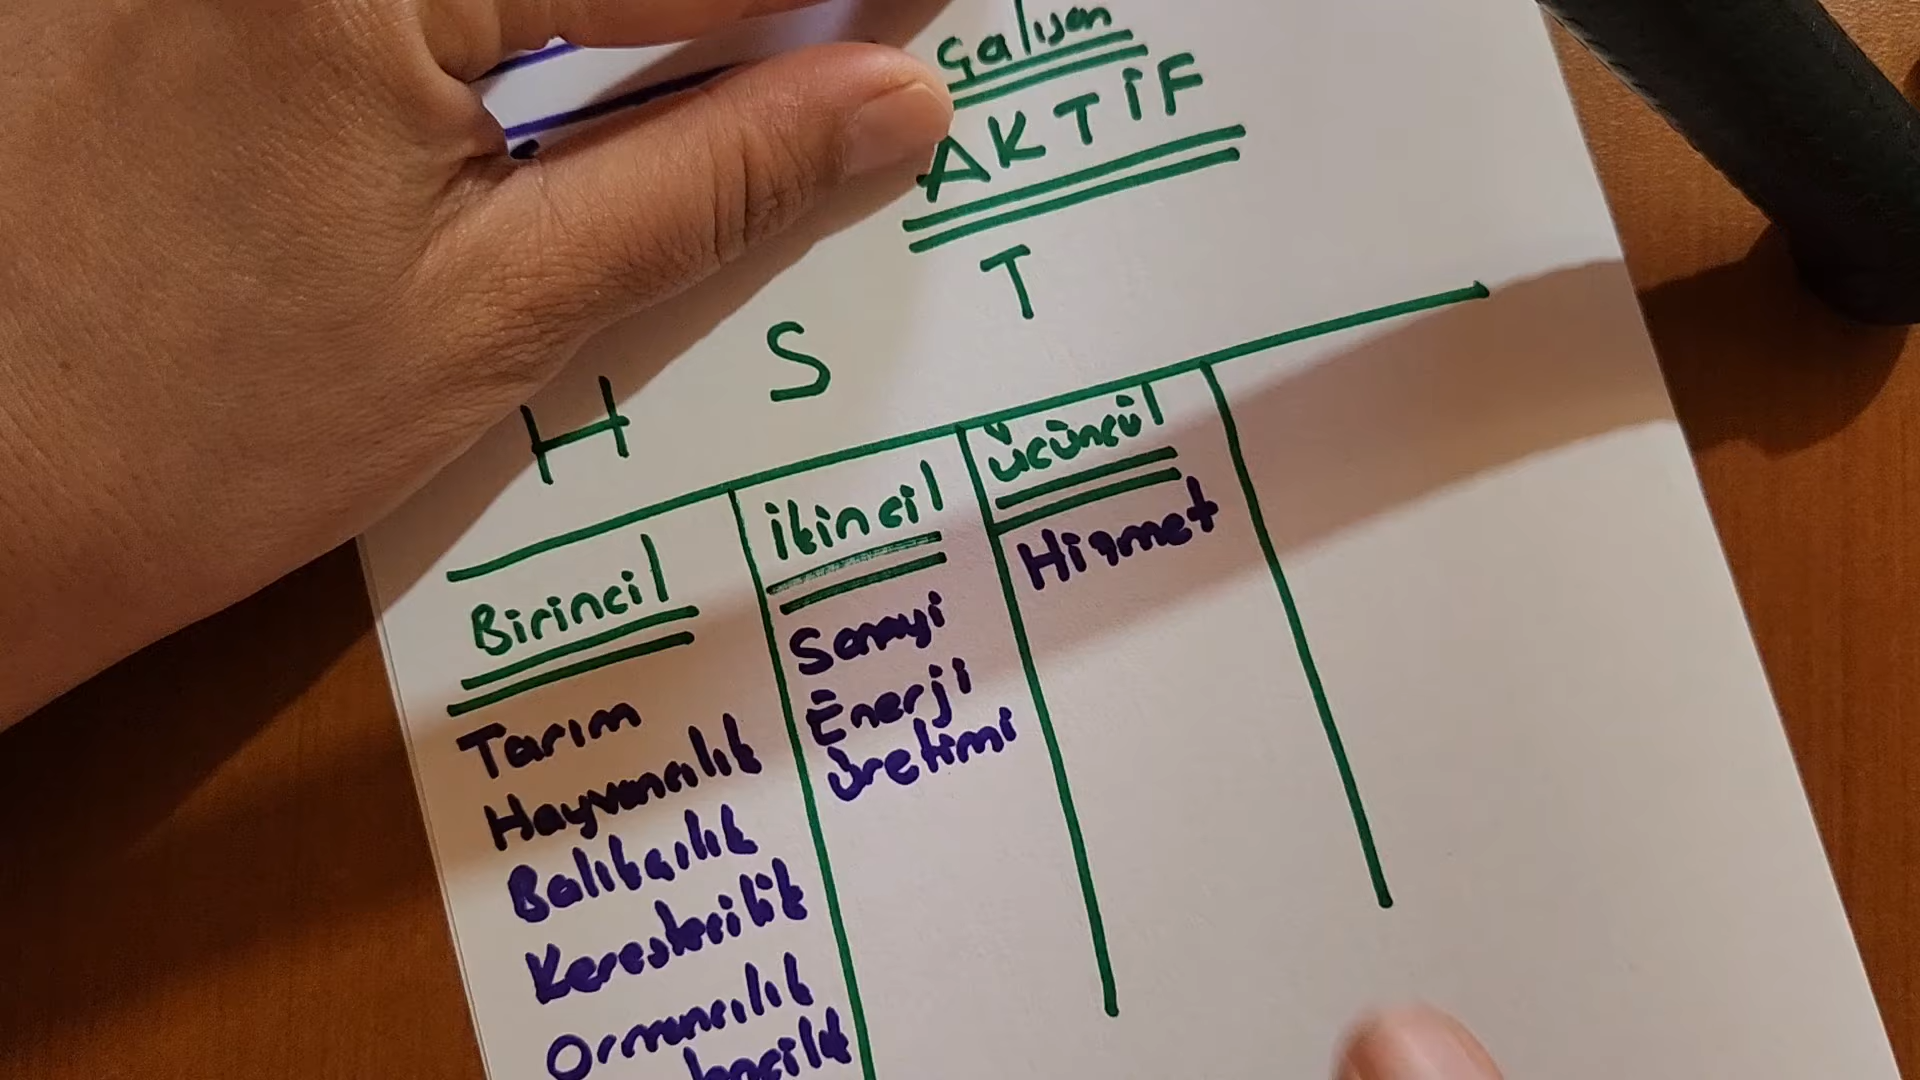 Çalışan
AKTİF
H S T
Birincil
Tarım
Hayvancılık
Balıkçılık
Kerestecilik
Ormancılık
İkincil
Sanayi
Enerji
Üretimi
Üçüncül
Hizmet